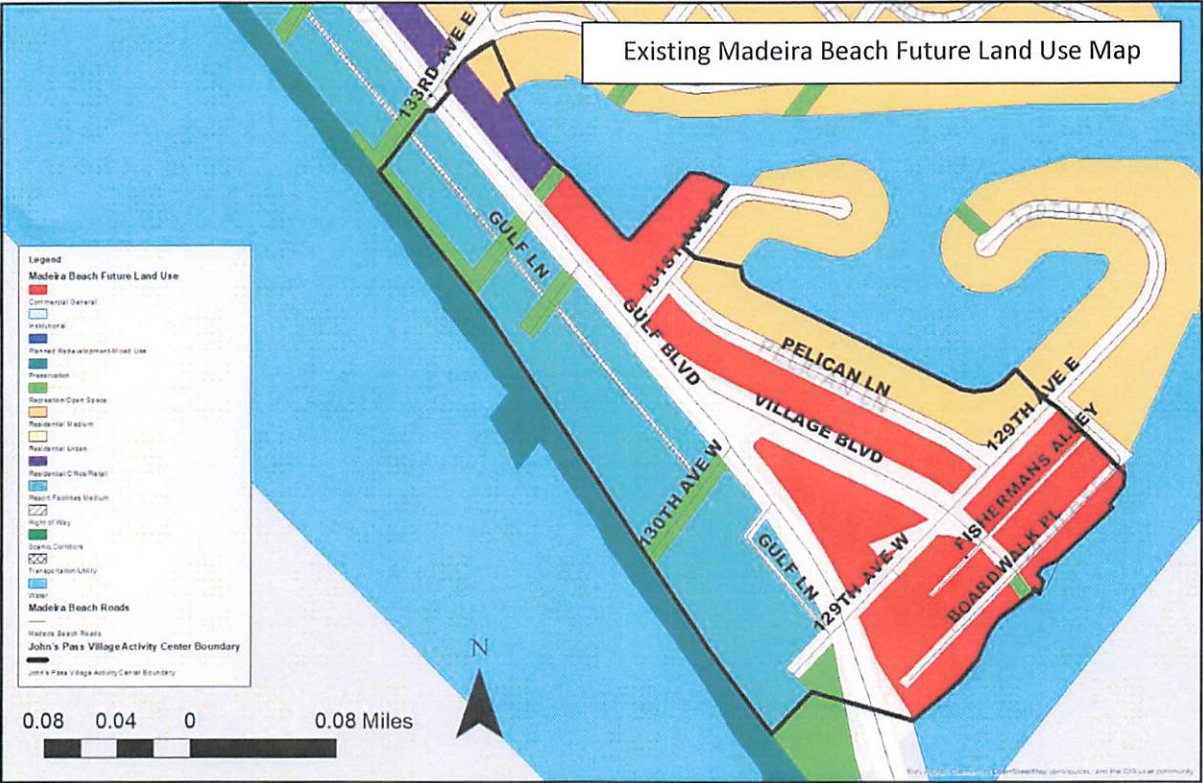 Existing Madeira Beach Future Land Use Map
133RD AVE E
GULF LN
131ST AVE E
GULF BLVD
PELICAN LN
PELICAN LN
VILLAGE BLVD
129TH AVE E
FISHERMANS ALLEY
130TH AVE W
GULF LN
129TH AVE W
BOARDWALK PL
Legend
Madeira Beach Future Land Use
Commercial General
Institutional
Planned Redevelopment-Mixed Use
Preservation
Recreation/Open Space
Residential Medium
Residential Urban
Residential/Office/Retail
Resort Facilities Medium
Right of Way
Scenic Corridors
Transportation/Utility
Water
Madeira Beach Roads
Madeira Beach Roads
John's Pass Village Activity Center Boundary
John's Pass Village Activity Center Boundary
N
0.08 0.04 0 0.08 Miles